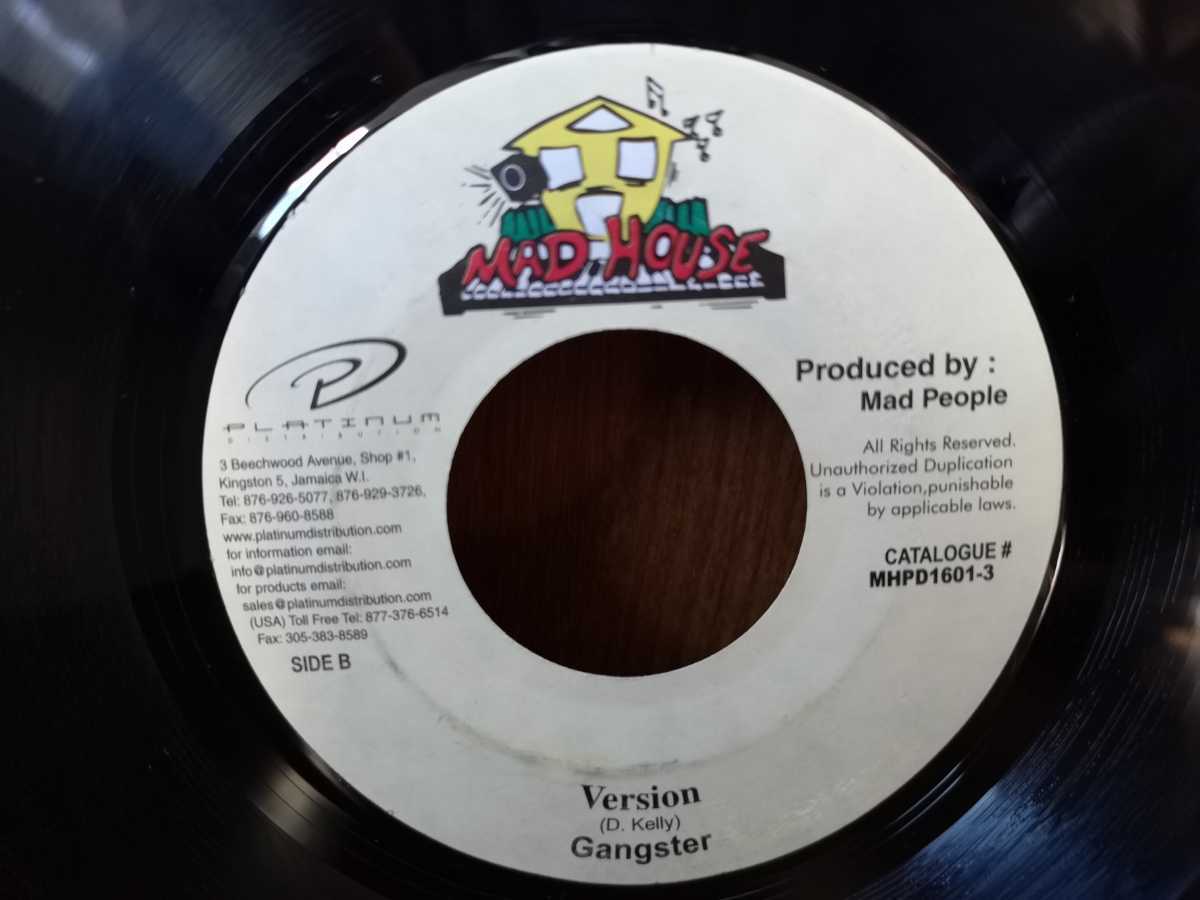 MAD HOUSE
PLATINUM
DISTRIBUTION
3 Beechwood Avenue, Shop #1,
Kingston 5, Jamaica W.I.
Tel: 876-926-5077, 876-929-3726,
Fax: 876-960-8588
www.platinumdistribution.com
for information email:
info@platinumdistribution.com
for products email:
sales@platinumdistribution.com
(USA) Toll Free Tel: 877-376-6514
Fax: 305-383-8589
SIDE B
Produced by :
Mad People
All Rights Reserved.
Unauthorized Duplication
is a Violation,punishable
by applicable laws.
CATALOGUE #
MHPD1601-3
Version
(D. Kelly)
Gangster